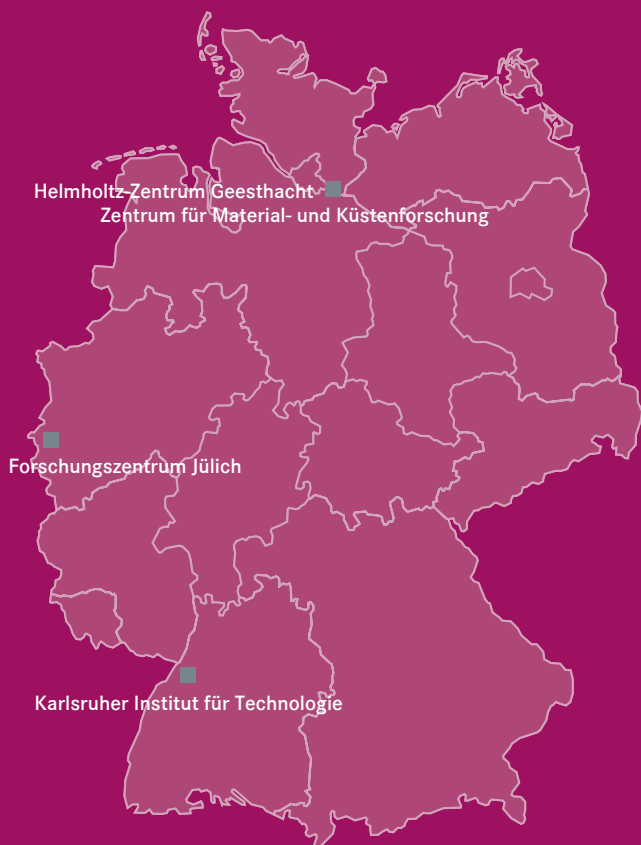 Helmholtz-Zentrum Geesthacht
Zentrum für Material- und Küstenforschung
Forschungszentrum Jülich
Karlsruher Institut für Technologie